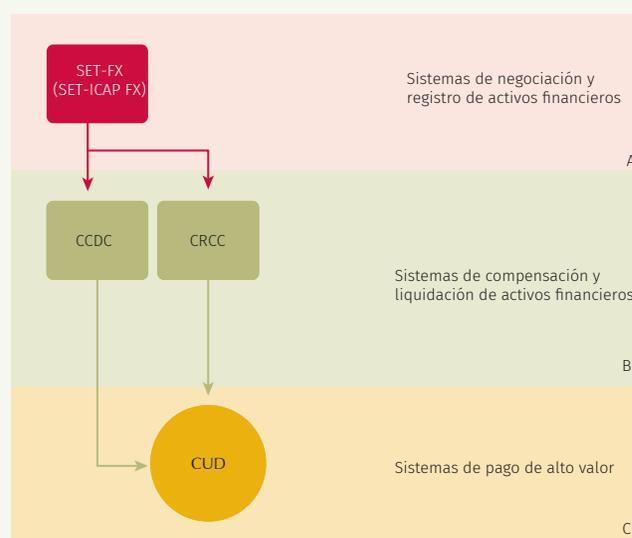 SET-FX
(SET-ICAP FX)
Sistemas de negociación y
registro de activos financieros
A
CCDC
CRCC
Sistemas de compensación y
liquidación de activos financieros
B
CUD
Sistemas de pago de alto valor
C